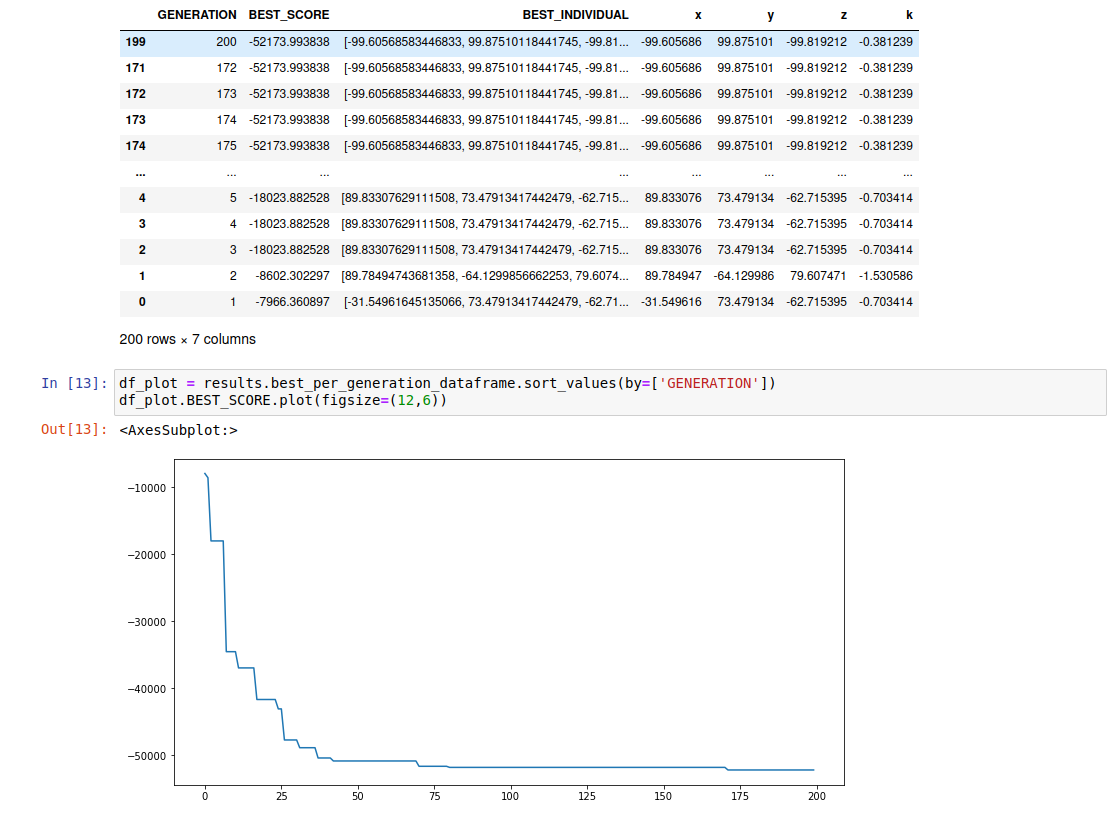 GENERATION BEST_SCORE BEST_INDIVIDUAL x y z k
199 200 -52173.993838 [-99.60568583446833, 99.87510118441745, -99.81... -99.605686 99.875101 -99.819212 -0.381239
171 172 -52173.993838 [-99.60568583446833, 99.87510118441745, -99.81... -99.605686 99.875101 -99.819212 -0.381239
172 173 -52173.993838 [-99.60568583446833, 99.87510118441745, -99.81... -99.605686 99.875101 -99.819212 -0.381239
173 174 -52173.993838 [-99.60568583446833, 99.87510118441745, -99.81... -99.605686 99.875101 -99.819212 -0.381239
174 175 -52173.993838 [-99.60568583446833, 99.87510118441745, -99.81... -99.605686 99.875101 -99.819212 -0.381239
... ... ... ... ... ... ... ...
4 5 -18023.882528 [89.83307629111508, 73.47913417442479, -62.715... 89.833076 73.479134 -62.715395 -0.703414
3 4 -18023.882528 [89.83307629111508, 73.47913417442479, -62.715... 89.833076 73.479134 -62.715395 -0.703414
2 3 -18023.882528 [89.83307629111508, 73.47913417442479, -62.715... 89.833076 73.479134 -62.715395 -0.703414
1 2 -8602.302297 [89.78494743681358, -64.1299856662253, 79.6074... 89.784947 -64.129986 79.607471 -1.530586
0 1 -7966.360897 [-31.54961645135066, 73.47913417442479, -62.71... -31.549616 73.479134 -62.715395 -0.703414
200 rows × 7 columns
In [13]: df_plot = results.best_per_generation_dataframe.sort_values(by=['GENERATION'])
df_plot.BEST_SCORE.plot(figsize=(12,6))
Out[13]: <AxesSubplot:>
−10000
−20000
−30000
−40000
−50000
0 25 50 75 100 125 150 175 200